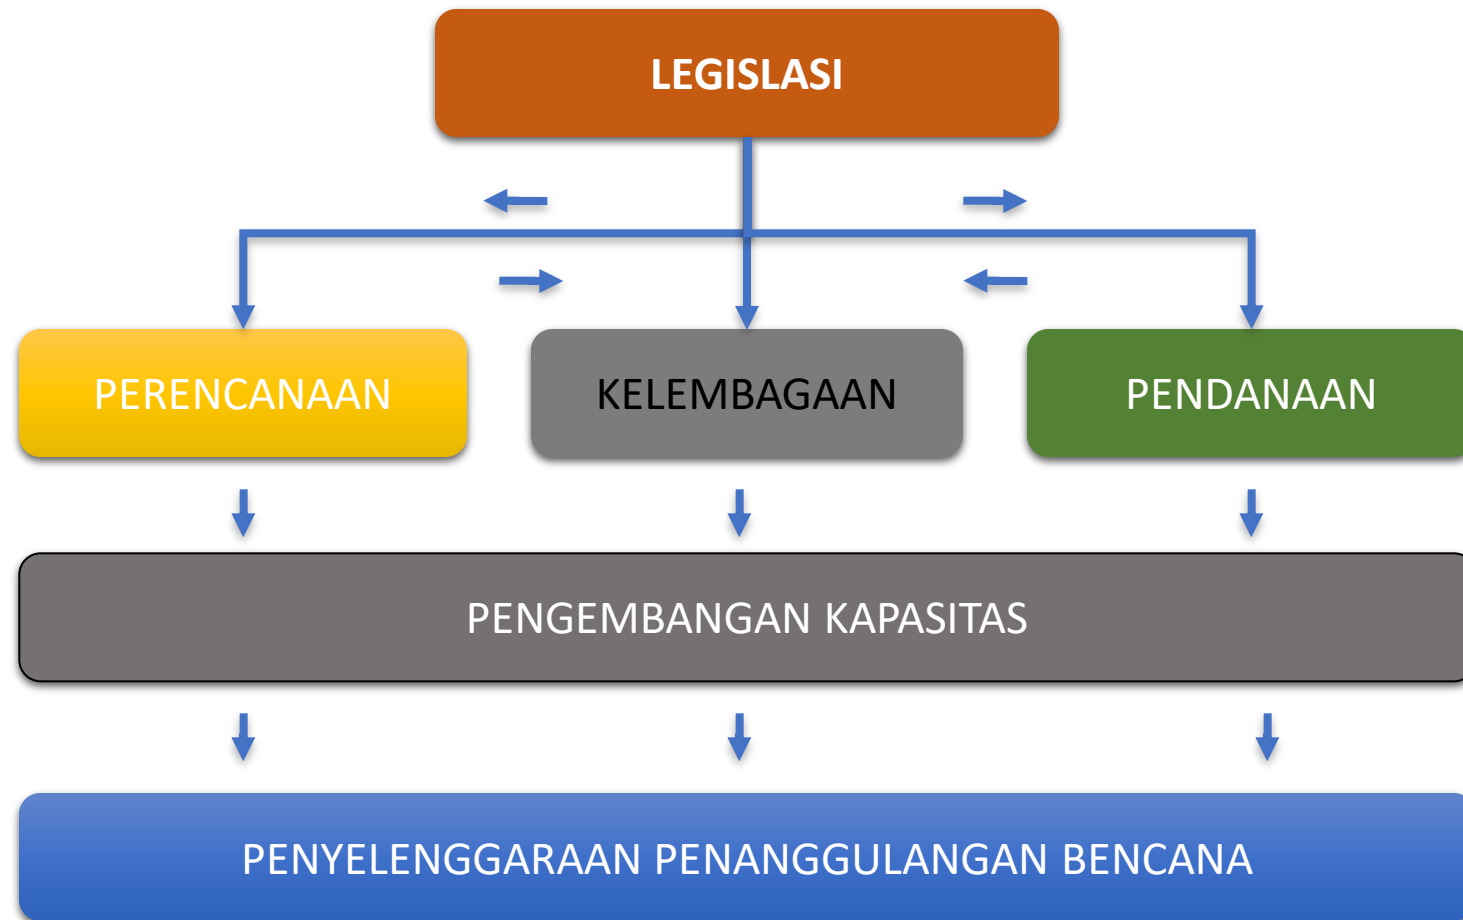 LEGISLASI
PERENCANAAN
KELEMBAGAAN
PENDANAAN
PENGEMBANGAN KAPASITAS
PENYELENGGARAAN PENANGGULANGAN BENCANA